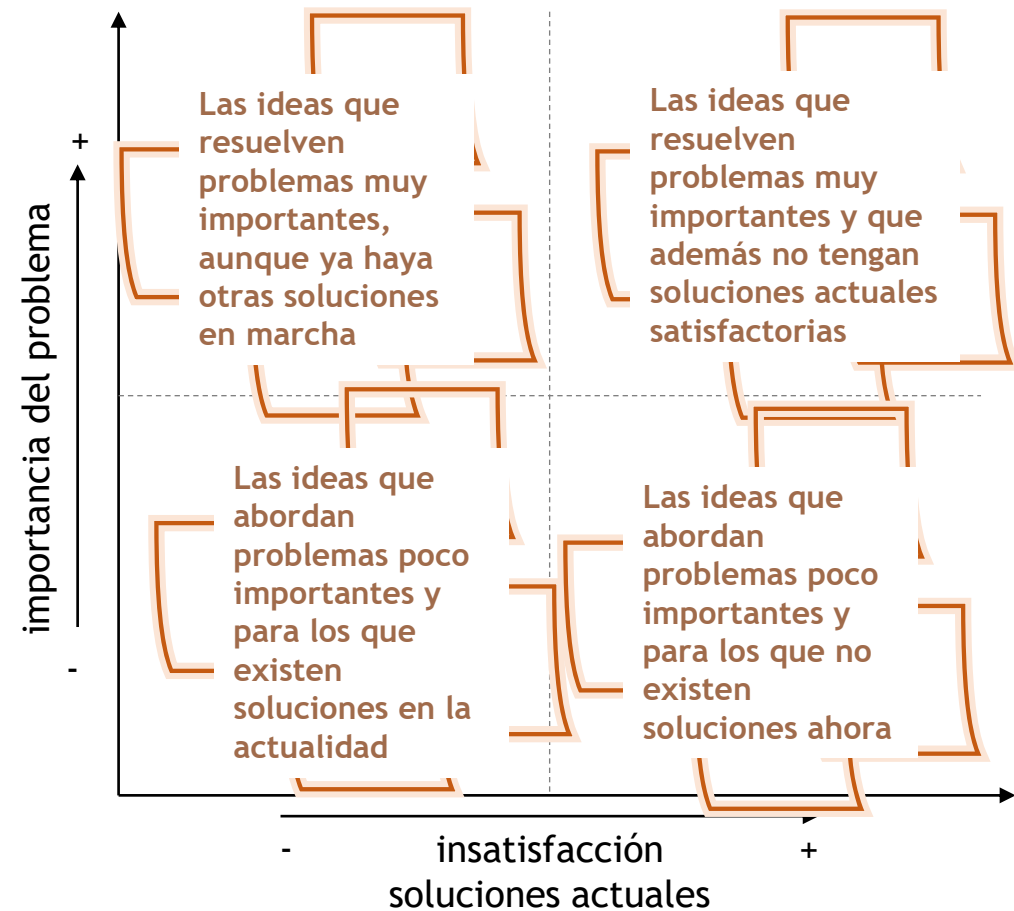 +
importancia del problema
-
Las ideas que
resuelven
problemas muy
importantes,
aunque ya haya
otras soluciones
en marcha
Las ideas que
resuelven
problemas muy
importantes y que
además no tengan
soluciones actuales
satisfactorias
Las ideas que
abordan
problemas poco
importantes y
para los que
existen
soluciones en la
actualidad
Las ideas que
abordan
problemas poco
importantes y
para los que no
existen
soluciones ahora
-
insatisfacción
+
soluciones actuales